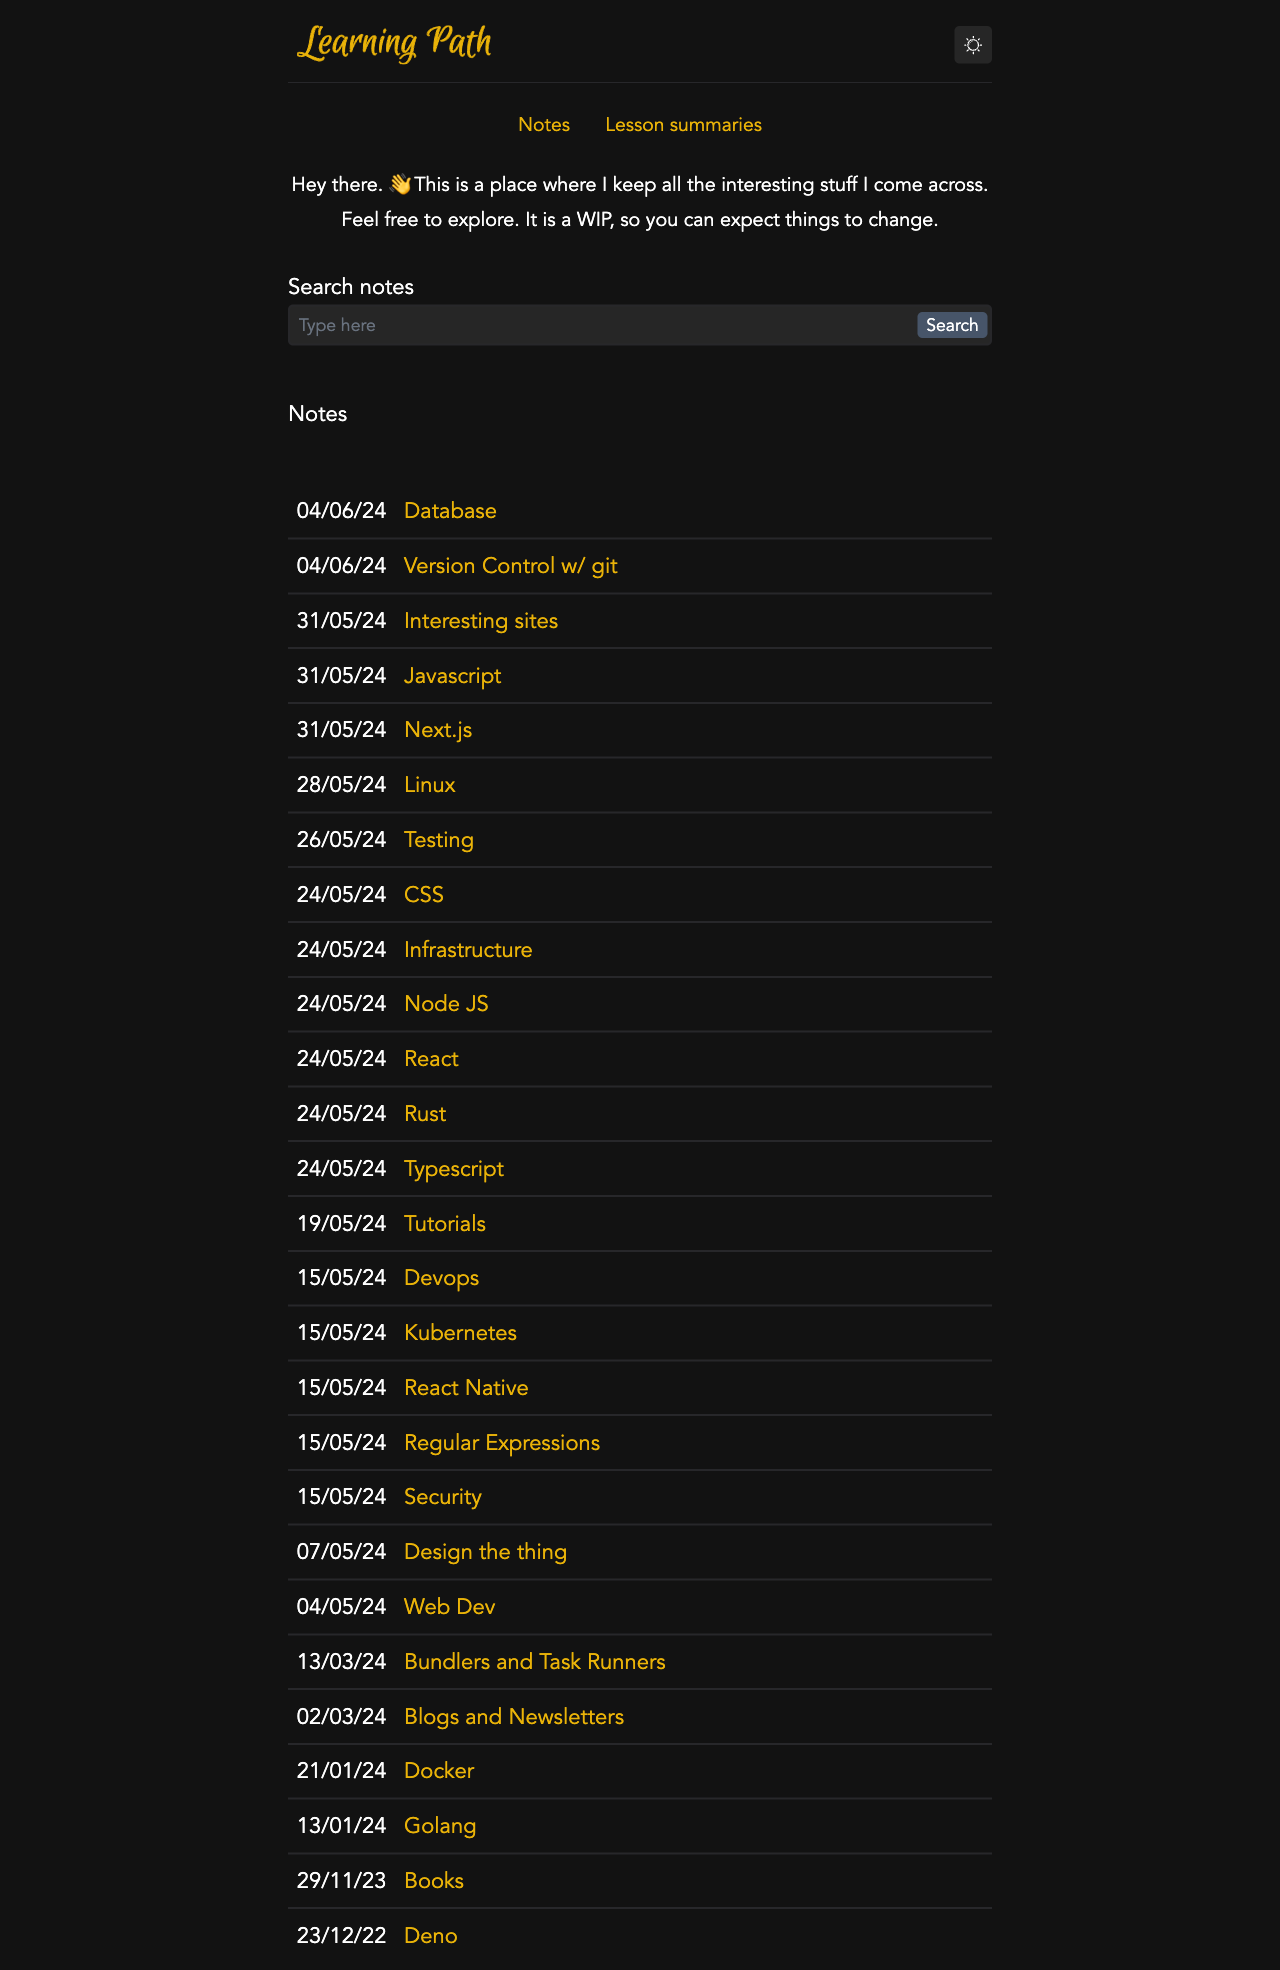 Learning Path
Notes Lesson summaries
Hey there. 👋This is a place where I keep all the interesting stuff I come across.
Feel free to explore. It is a WIP, so you can expect things to change.
Search notes
Type here Search
Notes
04/06/24 Database
04/06/24 Version Control w/ git
31/05/24 Interesting sites
31/05/24 Javascript
31/05/24 Next.js
28/05/24 Linux
26/05/24 Testing
24/05/24 CSS
24/05/24 Infrastructure
24/05/24 Node JS
24/05/24 React
24/05/24 Rust
24/05/24 Typescript
19/05/24 Tutorials
15/05/24 Devops
15/05/24 Kubernetes
15/05/24 React Native
15/05/24 Regular Expressions
15/05/24 Security
07/05/24 Design the thing
04/05/24 Web Dev
13/03/24 Bundlers and Task Runners
02/03/24 Blogs and Newsletters
21/01/24 Docker
13/01/24 Golang
29/11/23 Books
23/12/22 Deno